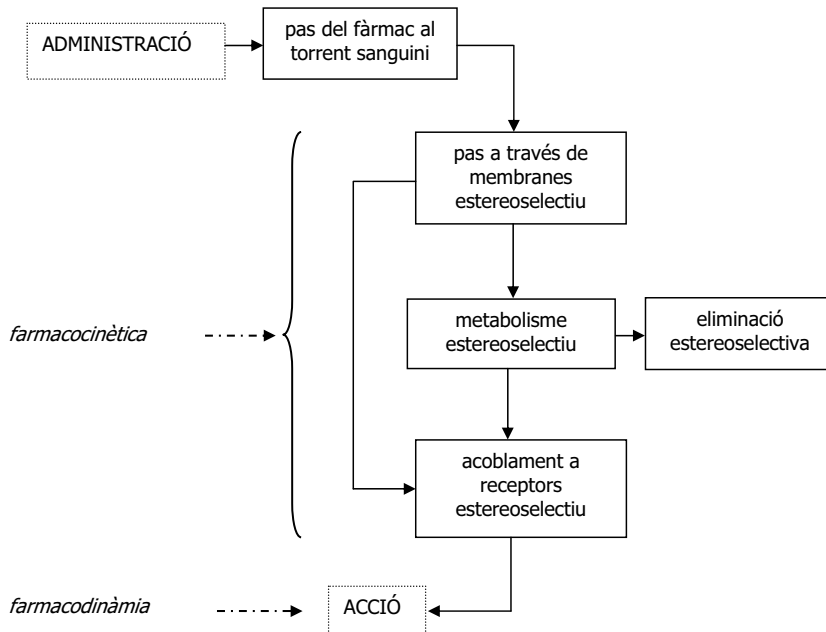 ADMINISTRACIÓ
pas del fàrmac al
torrent sanguini
pas a través de
membranes
estereoselectiu
farmacocinètica
metabolisme
estereoselectiu
eliminació
estereoselectiva
acoblament a
receptors
estereoselectiu
farmacodinàmia
ACCIÓ